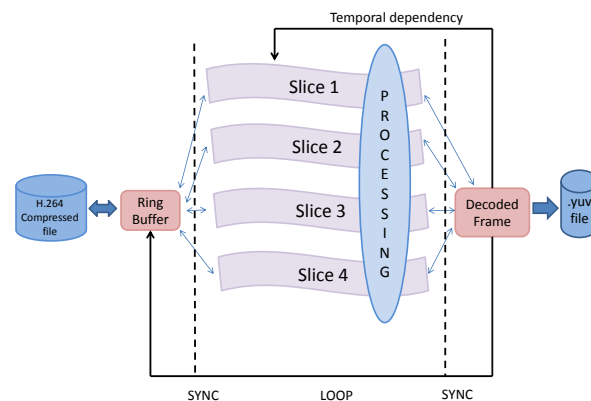 Temporal dependency
Slice 1
Slice 2
Slice 3
Slice 4
PROCESSING
H.264
Compressed
file
Ring
Buffer
Decoded
Frame
.yuv
file
SYNC
LOOP
SYNC